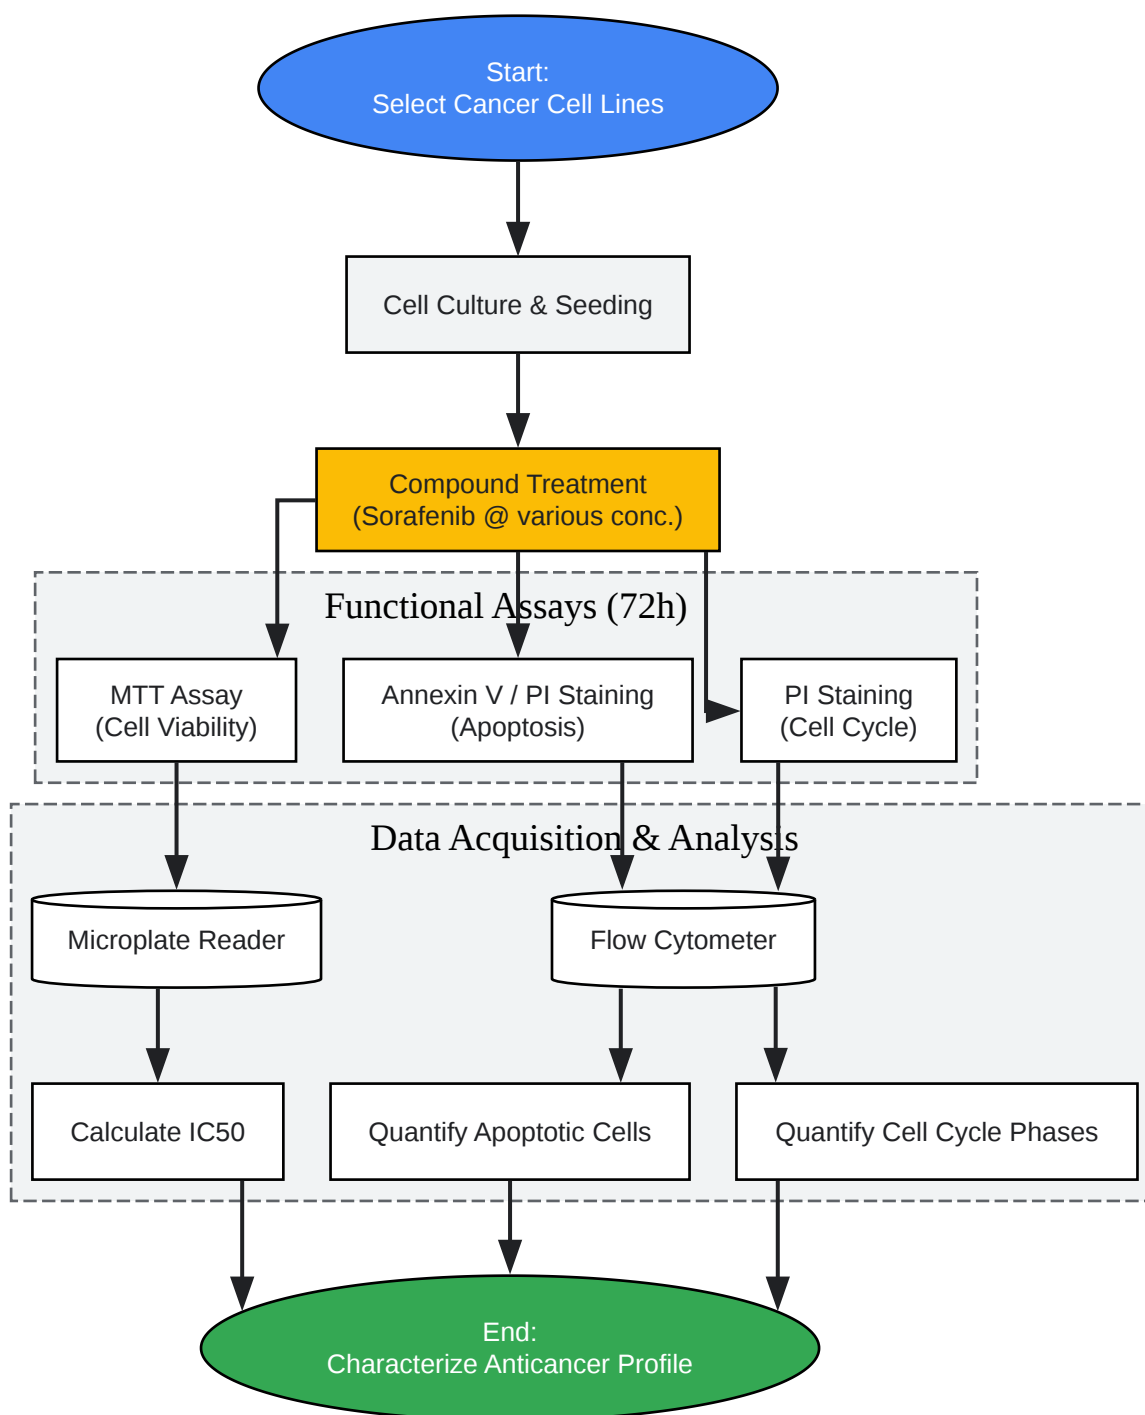 Start:
Select Cancer Cell Lines
Cell Culture & Seeding
Compound Treatment
(Sorafenib @ various conc.)
Functional Assays (72h)
MTT Assay
(Cell Viability)
Annexin V / PI Staining
(Apoptosis)
PI Staining
(Cell Cycle)
Data Acquisition & Analysis
Microplate Reader
Flow Cytometer
Calculate IC50
Quantify Apoptotic Cells
Quantify Cell Cycle Phases
End:
Characterize Anticancer Profile